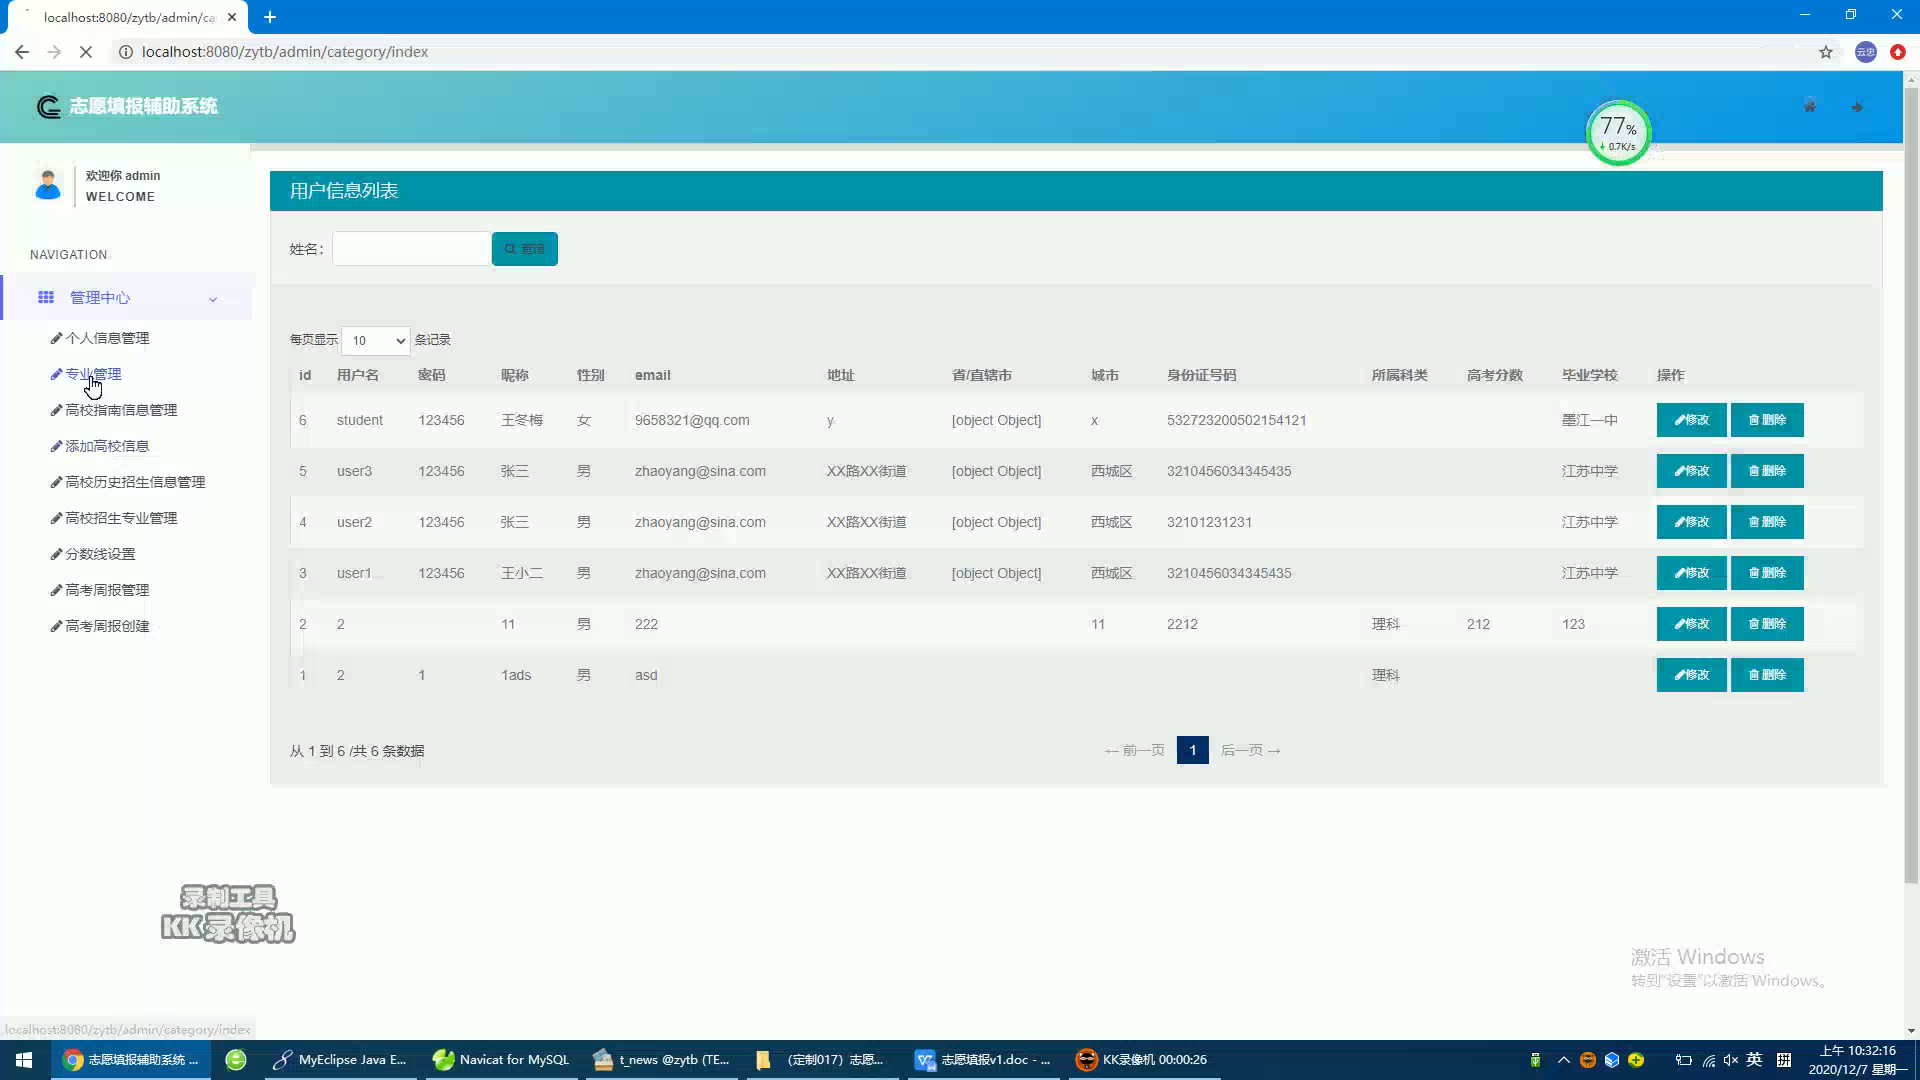 localhost:8080/zytb/admin/ca
localhost:8080/zytb/admin/category/index
云忠
志愿填报辅助系统
77%
0.7K/s
欢迎你 admin
WELCOME
NAVIGATION
管理中心
个人信息管理
专业管理
高校指南信息管理
添加高校信息
高校历史招生信息管理
高校招生专业管理
分数线设置
高考周报管理
高考周报创建
用户信息列表
姓名： 查询
每页显示 10 条记录
id 用户名 密码 昵称 性别 email 地址 省/直辖市 城市 身份证号码 所属科类 高考分数 毕业学校 操作
6 student 123456 王冬梅 女 9658321@qq.com y [object Object] x 532723200502154121 墨江一中 修改 删除
5 user3 123456 张三 男 zhaoyang@sina.com XX路XX街道 [object Object] 西城区 3210456034345435 江苏中学 修改 删除
4 user2 123456 张三 男 zhaoyang@sina.com XX路XX街道 [object Object] 西城区 32101231231 江苏中学 修改 删除
3 user1 123456 王小二 男 zhaoyang@sina.com XX路XX街道 [object Object] 西城区 3210456034345435 江苏中学 修改 删除
2 2 11 男 222 11 2212 理科 212 123 修改 删除
1 2 1 1ads 男 asd 理科 修改 删除
从 1 到 6 /共 6 条数据
← 前一页 1 后一页 →
录制工具
KK录像机
激活 Windows
转到“设置”以激活 Windows。
localhost:8080/zytb/admin/category/index
志愿填报辅助系统 ... MyEclipse Java E... Navicat for MySQL t_news @zytb (TE... （定制017）志愿... 志愿填报v1.doc - ... KK录像机 00:00:26
英 拼
上午 10:32:16
2020/12/7 星期一